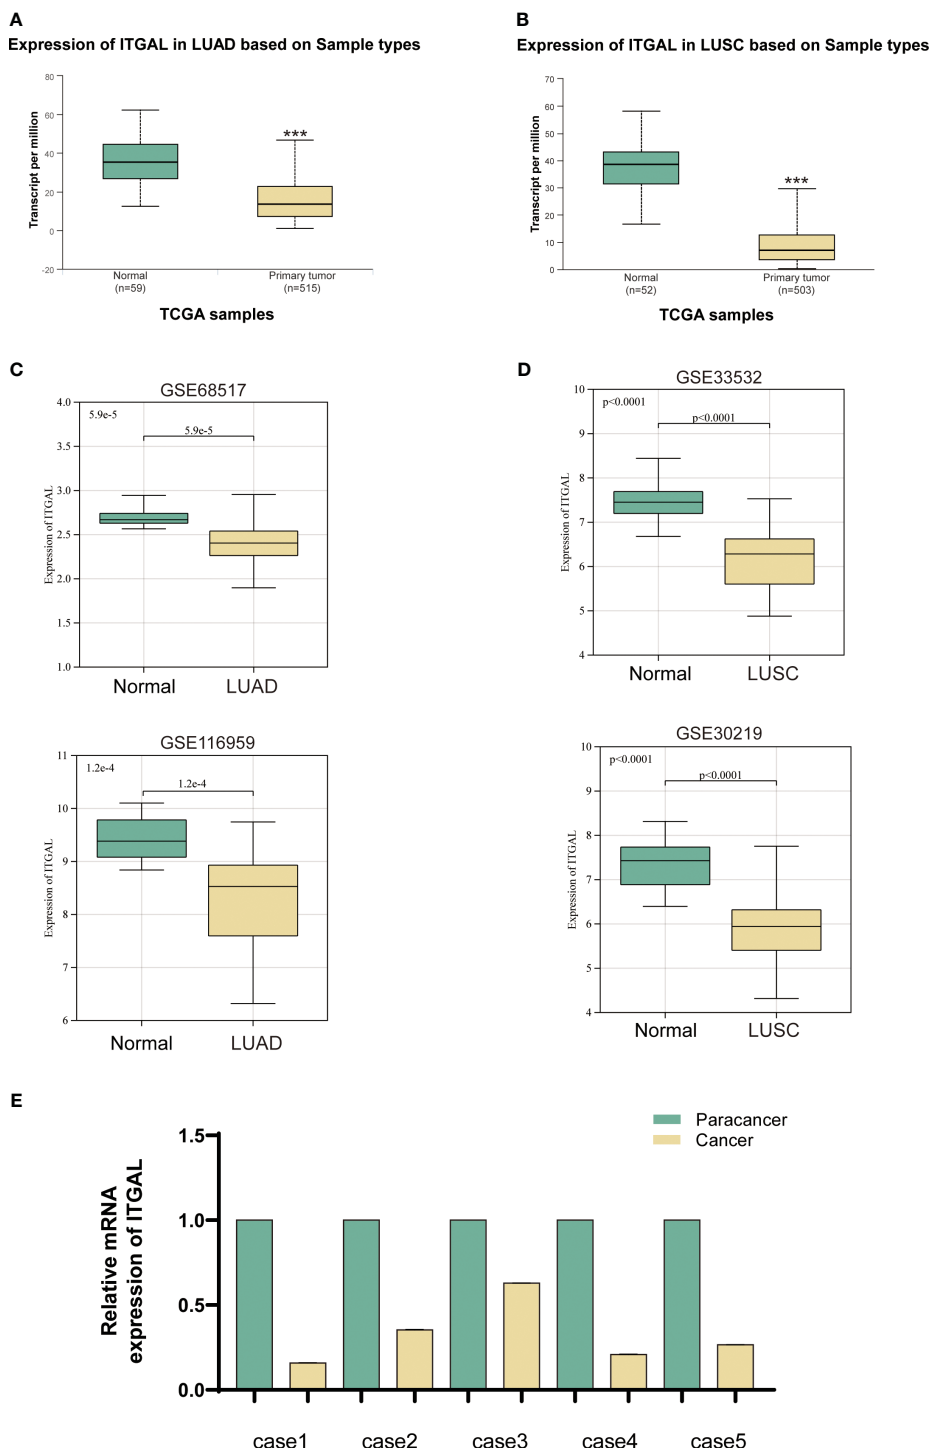 A
Expression of ITGAL in LUAD based on Sample types
80
60
40
20
0
-20
Transcript per million
***
Normal
(n=59)
Primary tumor
(n=515)
TCGA samples
B
Expression of ITGAL in LUSC based on Sample types
70
60
50
40
30
20
10
0
Transcript per million
***
Normal
(n=52)
Primary tumor
(n=503)
TCGA samples
C
GSE68517
4.0
3.5
3.0
2.5
2.0
1.5
1.0
Expression of ITGAL
5.9e-5
5.9e-5
Normal
LUAD
D
GSE33532
10
9
8
7
6
5
4
Expression of ITGAL
p<0.0001
p<0.0001
Normal
LUSC
GSE116959
11
10
9
8
7
6
Expression of ITGAL
1.2e-4
1.2e-4
Normal
LUAD
GSE30219
10
9
8
7
6
5
4
Expression of ITGAL
p<0.0001
p<0.0001
Normal
LUSC
E
Paracancer
Cancer
1.5
1.0
0.5
0.0
Relative mRNA
expression of ITGAL
case1
case2
case3
case4
case5